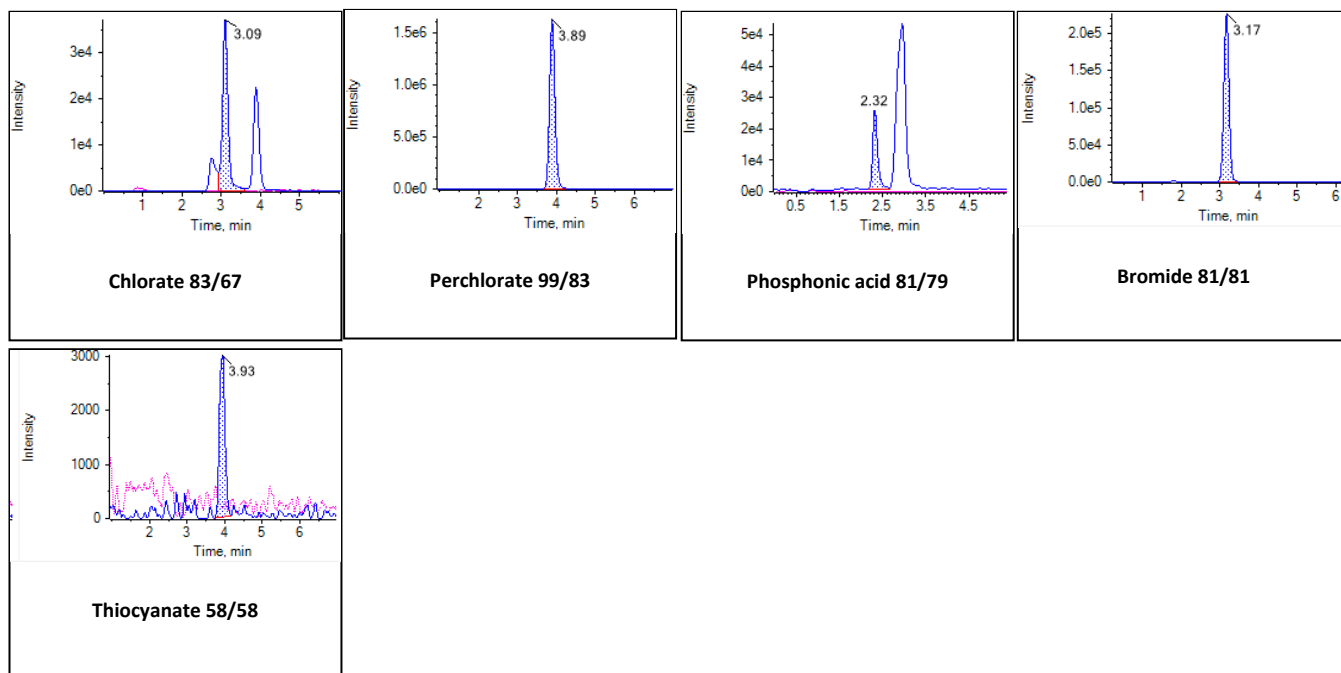 Intensity
3e4
2e4
1e4
0e0
3.09
1 2 3 4 5
Time, min
Chlorate 83/67
Intensity
1.5e6
1.0e6
5.0e5
0.0e0
3.89
2 3 4 5 6
Time, min
Perchlorate 99/83
Intensity
5e4
4e4
3e4
2e4
1e4
0e0
2.32
0.5 1.5 2.5 3.5 4.5
Time, min
Phosphonic acid 81/79
Intensity
2.0e5
1.5e5
1.0e5
5.0e4
0.0e0
3.17
1 2 3 4 5 6
Time, min
Bromide 81/81
Intensity
3000
2000
1000
0
3.93
2 3 4 5 6
Time, min
Thiocyanate 58/58